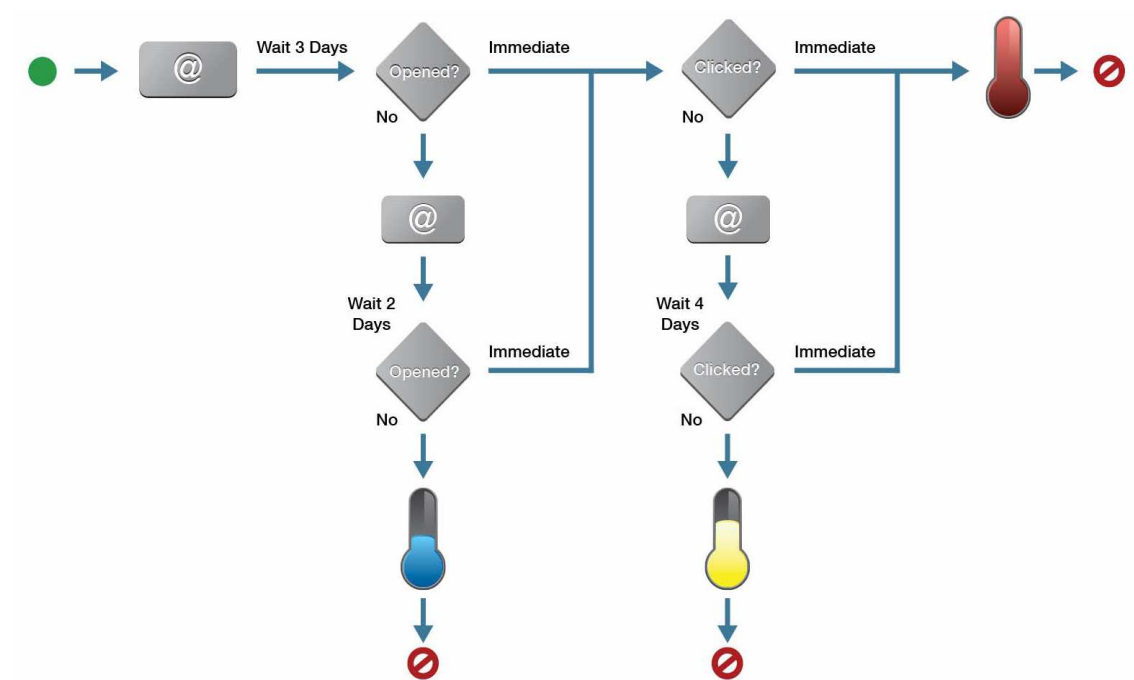 Wait 3 Days
Immediate
Immediate
@
Opened?
Clicked?
No
No
@
@
Wait 2
Days
Wait 4
Days
Immediate
Immediate
Opened?
Clicked?
No
No